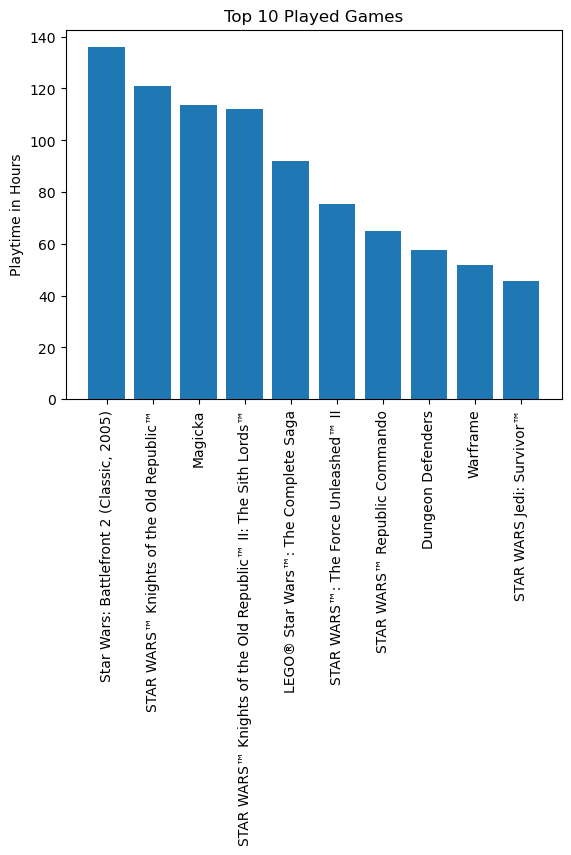 Top 10 Played Games
Playtime in Hours
140
120
100
80
60
40
20
0
Star Wars: Battlefront 2 (Classic, 2005)
STAR WARS™ Knights of the Old Republic™
Magicka
STAR WARS™ Knights of the Old Republic™ II: The Sith Lords™
LEGO® Star Wars™: The Complete Saga
STAR WARS™: The Force Unleashed™ II
STAR WARS™ Republic Commando
Dungeon Defenders
Warframe
STAR WARS Jedi: Survivor™